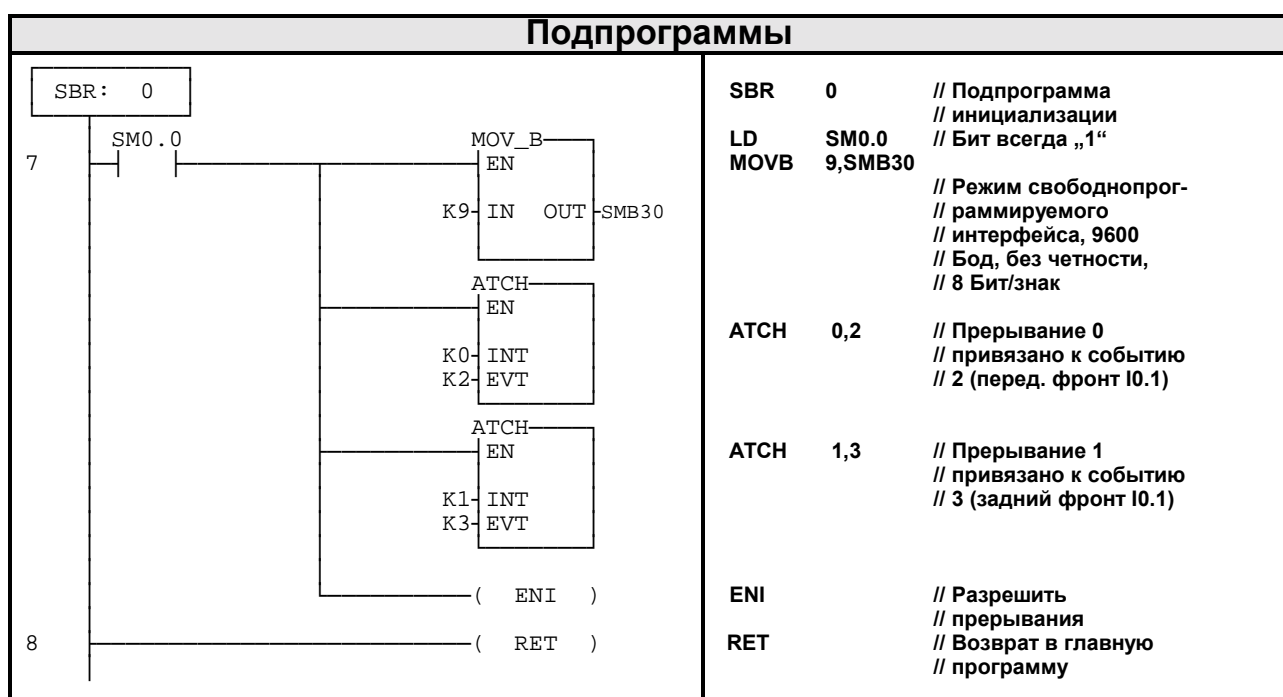 Подпрограммы
SBR: 0
7
SM0.0
MOV_B
EN
K9 IN OUT SMB30
ATCH
EN
K0 INT
K2 EVT
ATCH
EN
K1 INT
K3 EVT
( ENI )
8
( RET )
SBR 0 // Подпрограмма
// инициализации
LD SM0.0 // Бит всегда „1“
MOVB 9,SMB30
// Режим свободнопрог-
// раммируемого
// интерфейса, 9600
// Бод, без четности,
// 8 Бит/знак
ATCH 0,2 // Прерывание 0
// привязано к событию
// 2 (перед. фронт I0.1)
ATCH 1,3 // Прерывание 1
// привязано к событию
// 3 (задний фронт I0.1)
ENI // Разрешить
// прерывания
RET // Возврат в главную
// программу